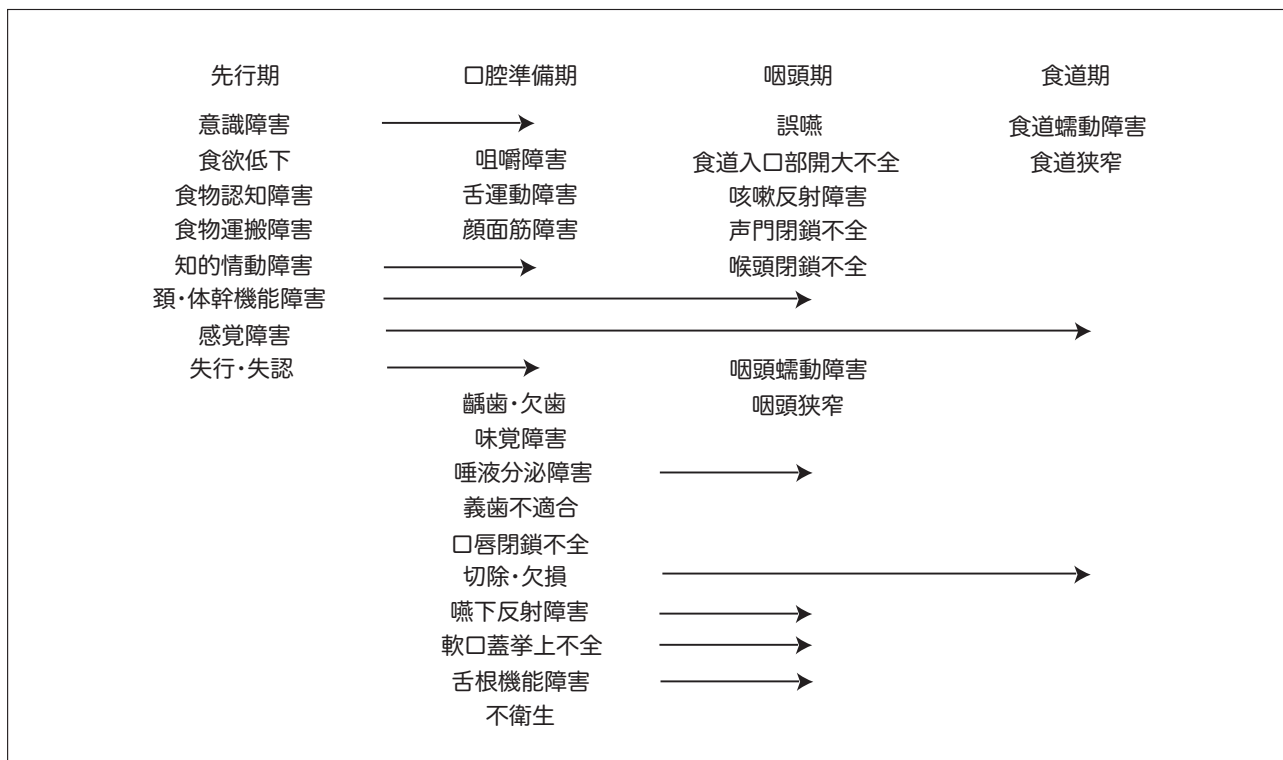 先行期 口腔準備期 咽頭期 食道期
意識障害 誤嚥 食道蠕動障害
食欲低下 咀嚼障害 食道入口部開大不全 食道狭窄
食物認知障害 舌運動障害 咳嗽反射障害
食物運搬障害 顔面筋障害 声門閉鎖不全
知的情動障害 喉頭閉鎖不全
頚・体幹機能障害
感覚障害
失行・失認 咽頭蠕動障害
齲歯・欠歯 咽頭狭窄
味覚障害
唾液分泌障害
義歯不適合
口唇閉鎖不全
切除・欠損
嚥下反射障害
軟口蓋挙上不全
舌根機能障害
不衛生